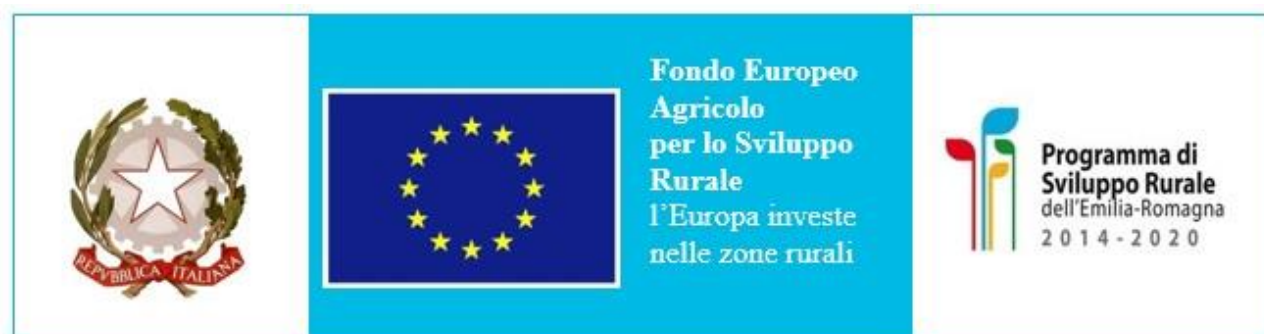 REPVBBLICA ITALIANA
Fondo Europeo
Agricolo
per lo Sviluppo
Rurale
l'Europa investe
nelle zone rurali
Programma di
Sviluppo Rurale
dell'Emilia-Romagna
2014-2020